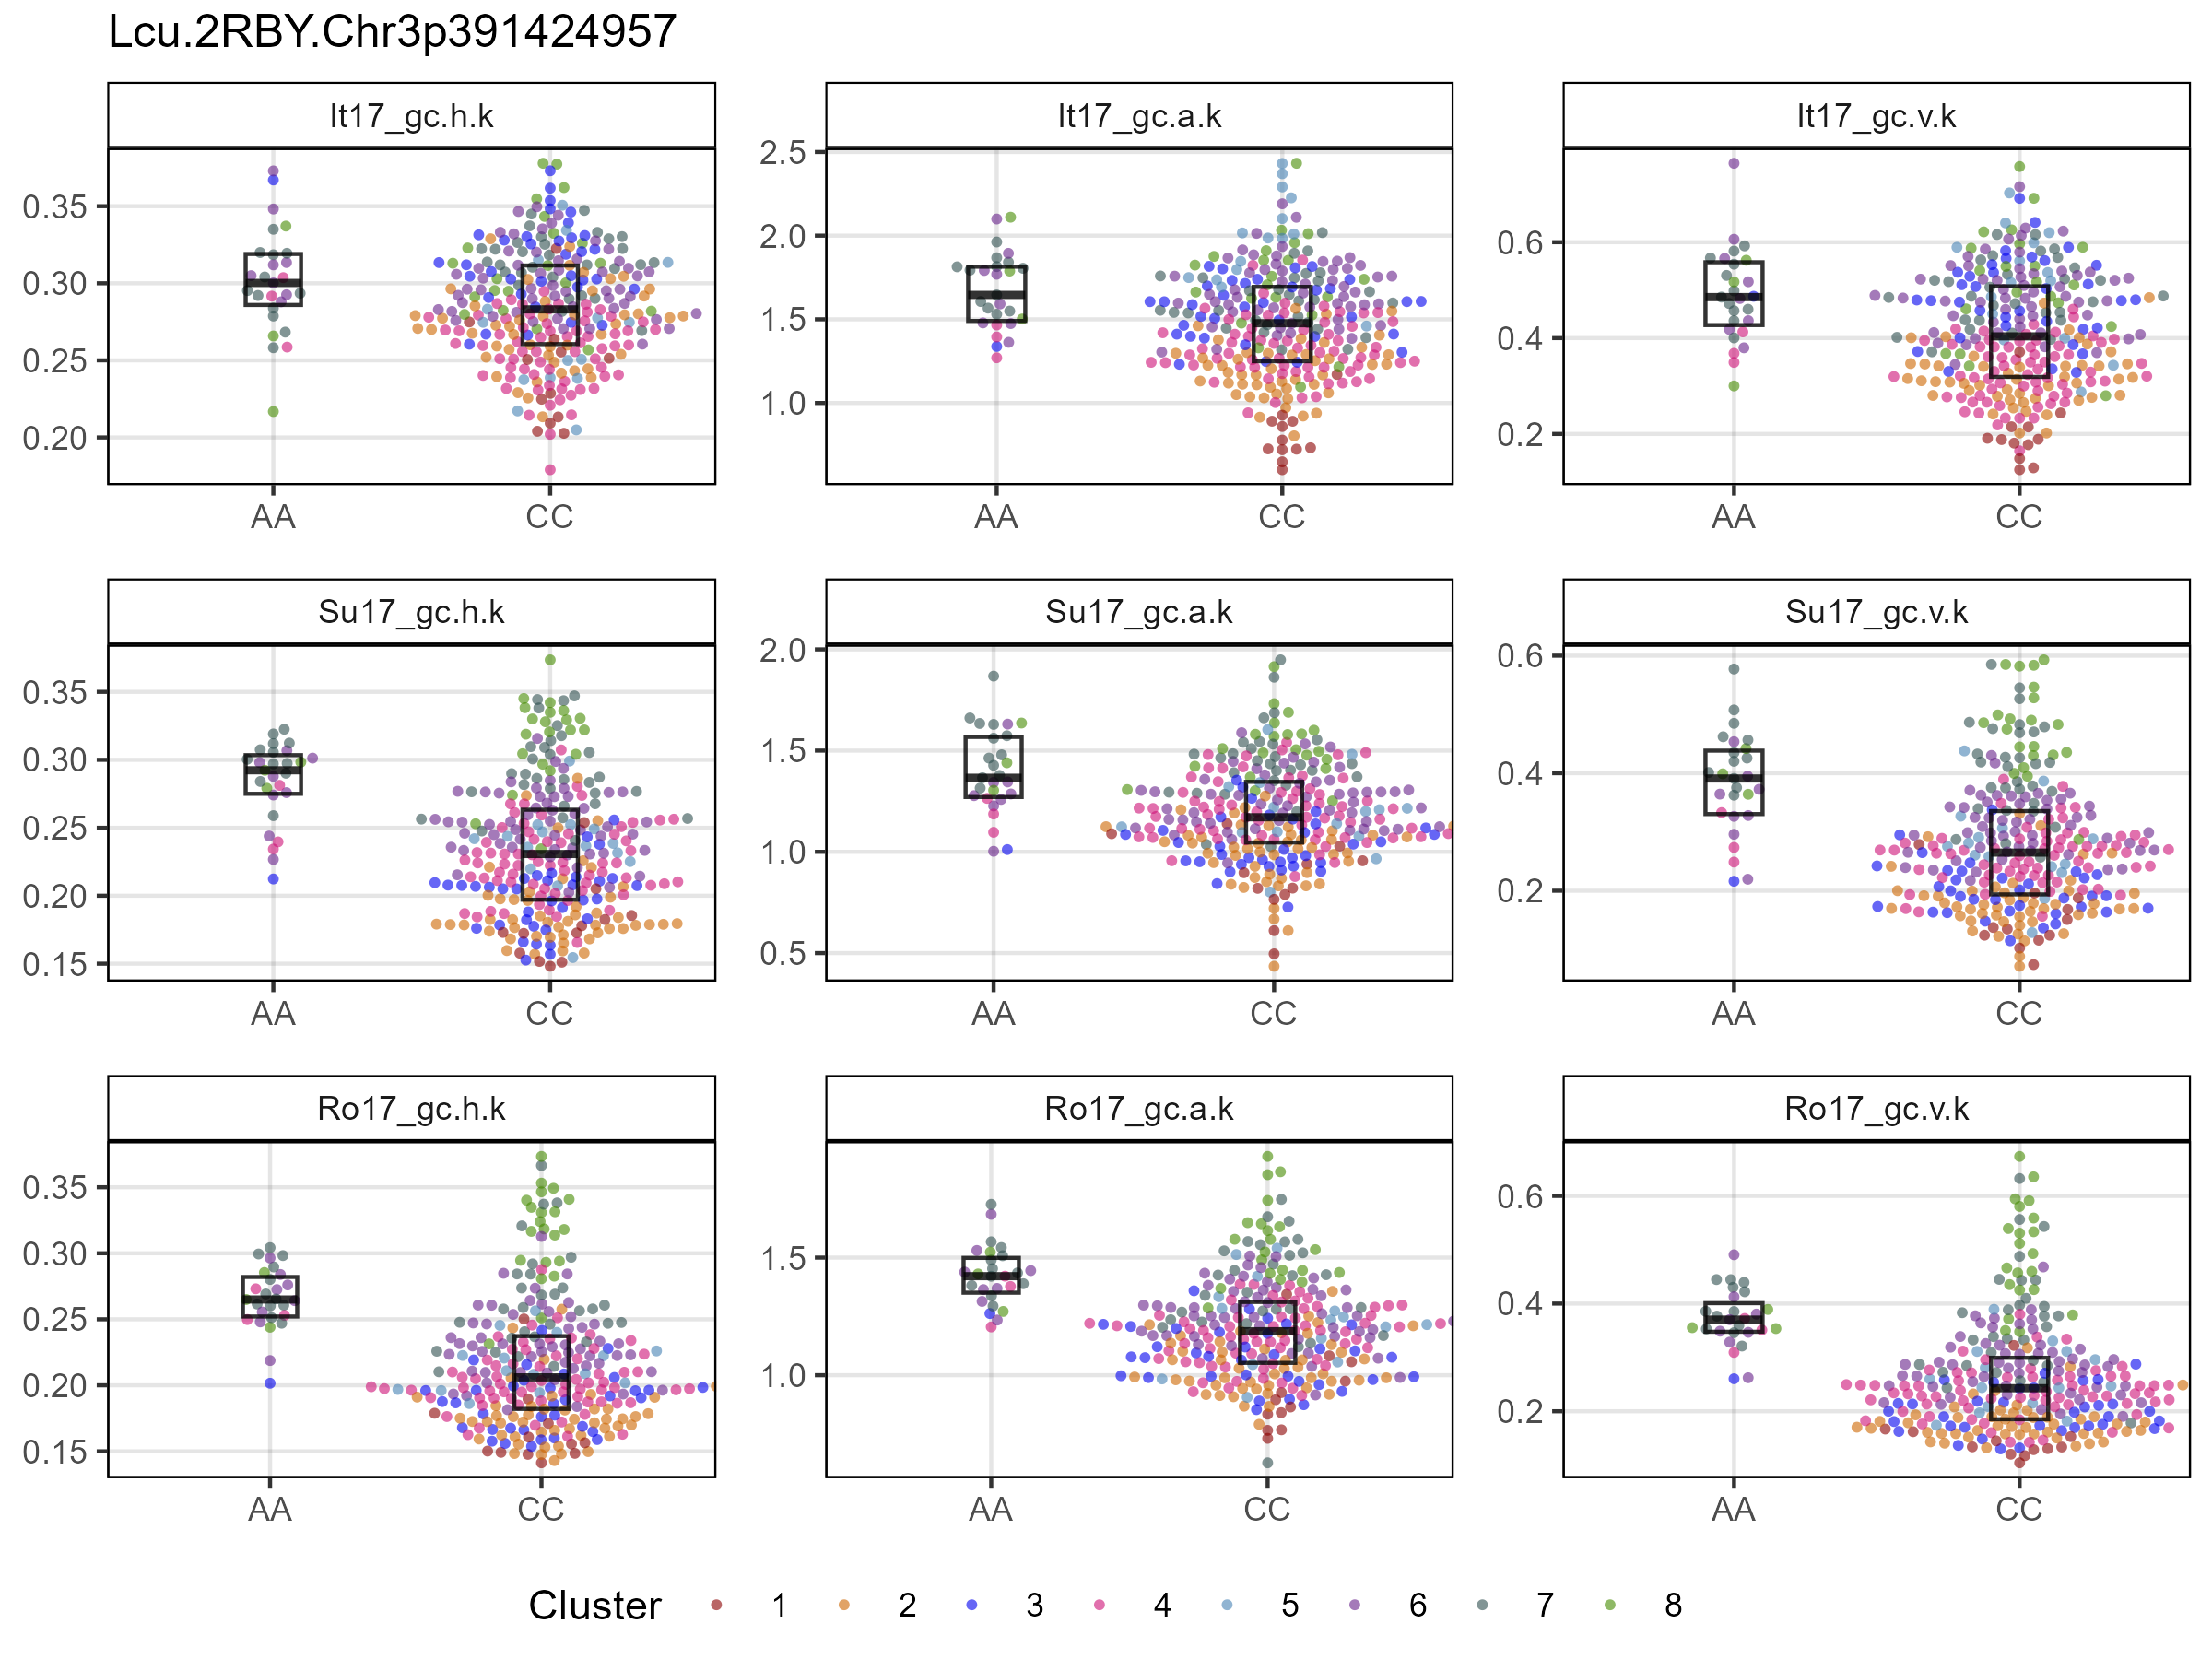 Lcu.2RBY.Chr3p391424957
It17_gc.h.k
It17_gc.a.k
It17_gc.v.k
0.35
0.30
0.25
0.20
AA
CC
2.5
2.0
1.5
1.0
AA
CC
0.6
0.4
0.2
AA
CC
Su17_gc.h.k
Su17_gc.a.k
Su17_gc.v.k
0.35
0.30
0.25
0.20
0.15
AA
CC
2.0
1.5
1.0
0.5
AA
CC
0.6
0.4
0.2
AA
CC
Ro17_gc.h.k
Ro17_gc.a.k
Ro17_gc.v.k
0.35
0.30
0.25
0.20
0.15
AA
CC
1.5
1.0
AA
CC
0.6
0.4
0.2
AA
CC
Cluster 1 2 3 4 5 6 7 8